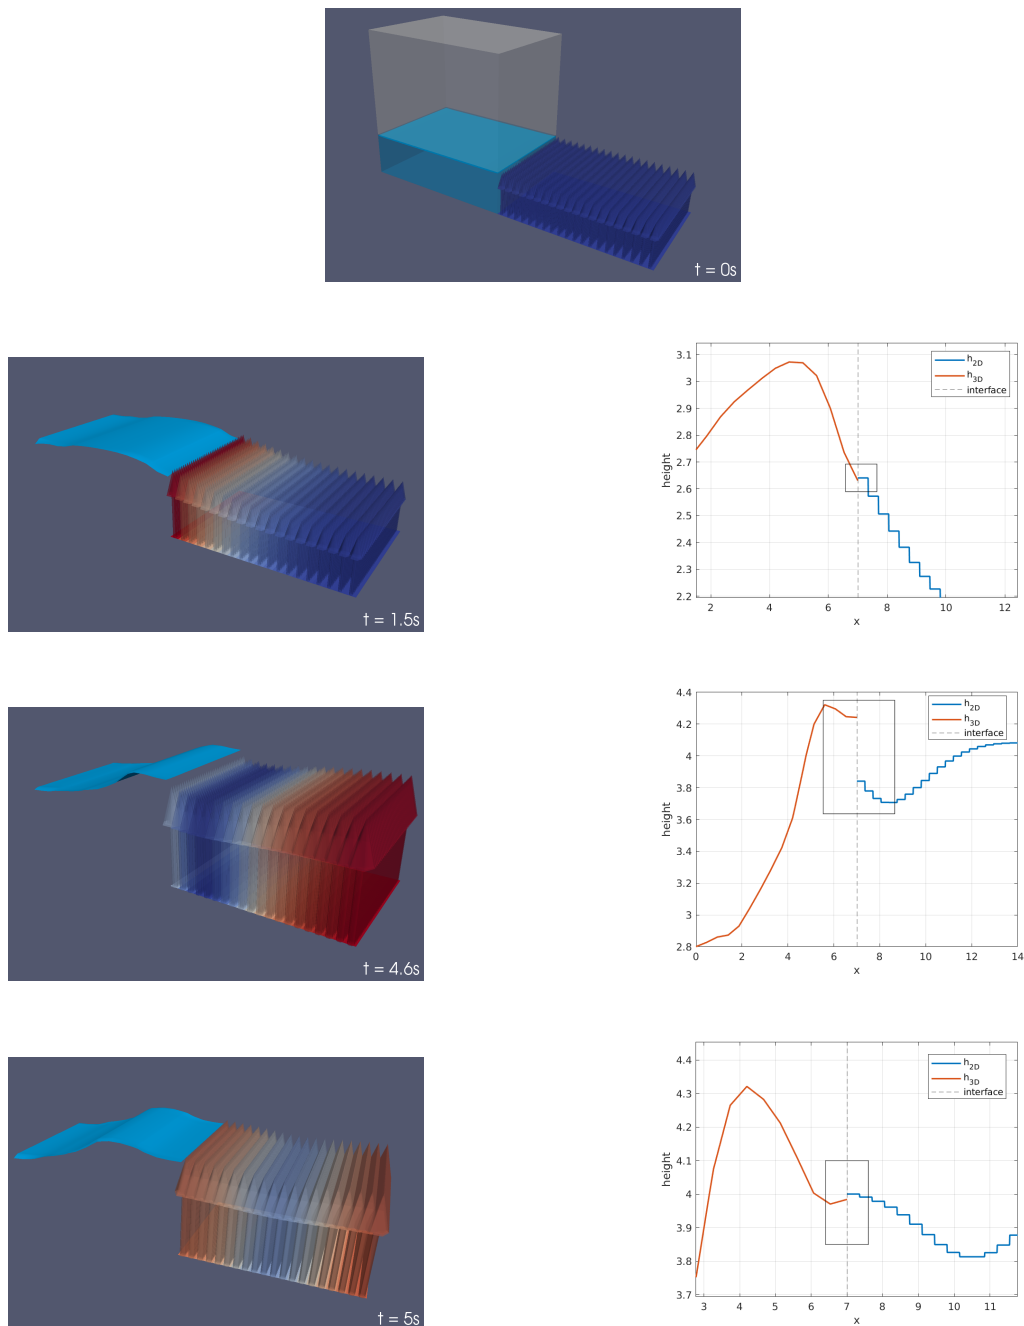 t = 0s
t = 1.5s
height
3.1
3
2.9
2.8
2.7
2.6
2.5
2.4
2.3
2.2
2 4 6 8 10 12
x
h2D
h3D
interface
t = 4.6s
height
4.4
4.2
4
3.8
3.6
3.4
3.2
3
2.8
0 2 4 6 8 10 12 14
x
h2D
h3D
interface
t = 5s
height
4.4
4.3
4.2
4.1
4
3.9
3.8
3.7
3 4 5 6 7 8 9 10 11
x
h2D
h3D
interface